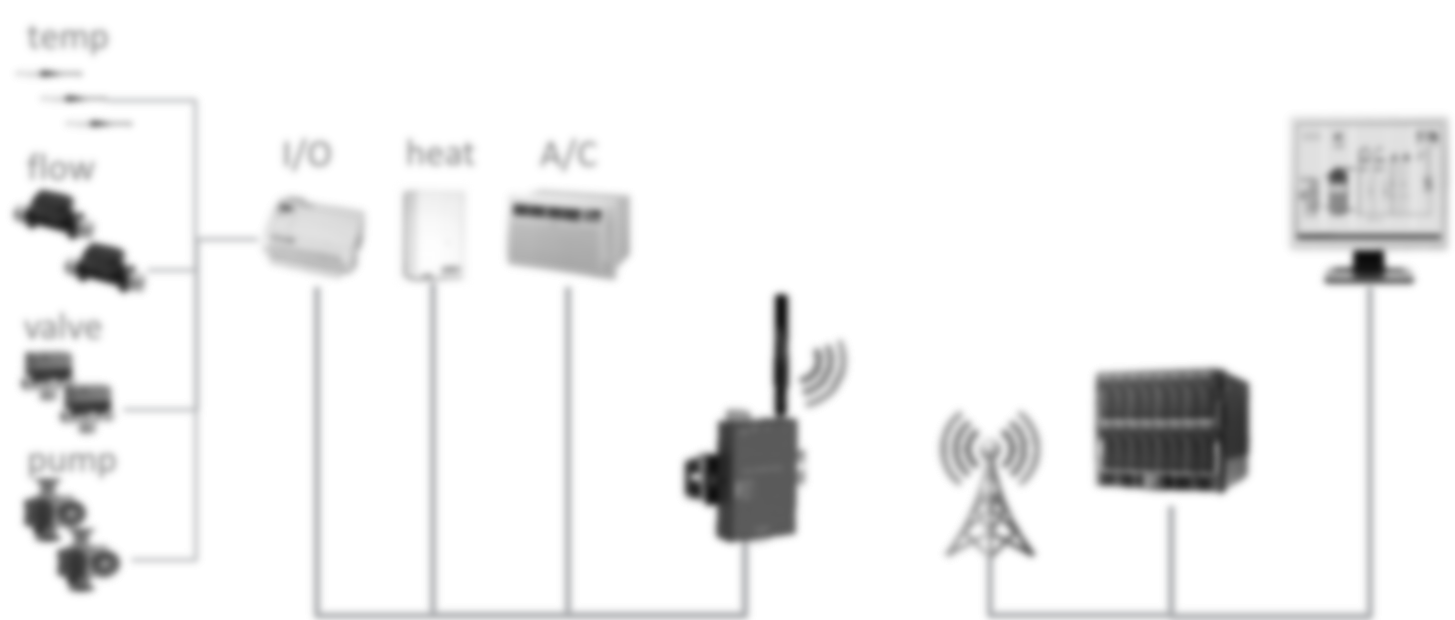 temp
flow
I/O
heat
A/C
valve
pump